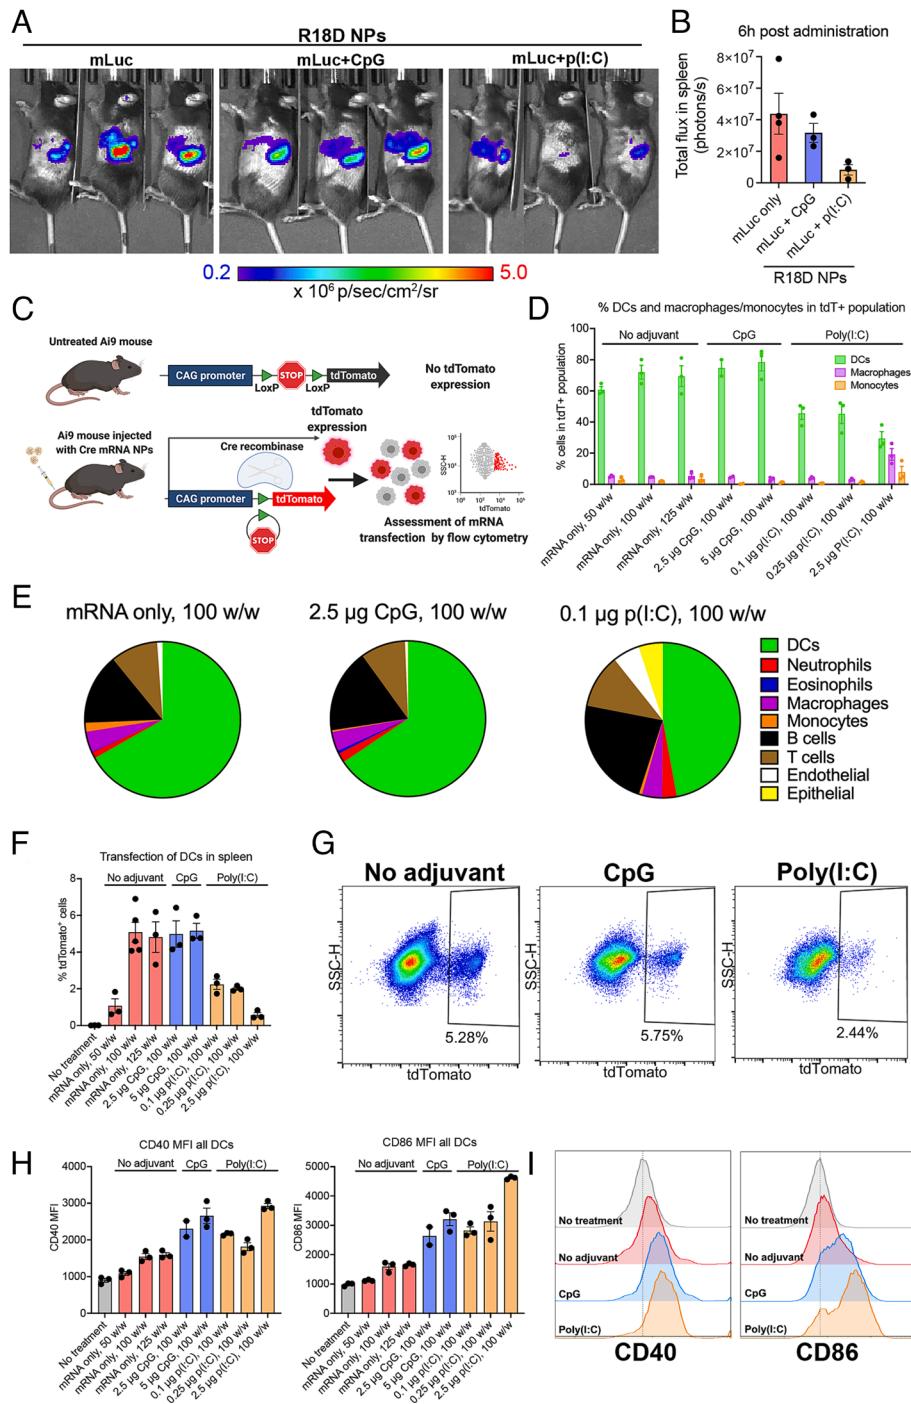 A
R18D NPs
mLuc
mLuc+CpG
mLuc+p(I:C)
0.2
5.0
x 10⁶ p/sec/cm²/sr
B
6h post administration
Total flux in spleen
(photons/s)
8×10⁷
6×10⁷
4×10⁷
2×10⁷
0
mLuc only
mLuc + CpG
mLuc + p(I:C)
R18D NPs
C
Untreated Ai9 mouse
CAG promoter
STOP
tdTomato
LoxP
LoxP
No tdTomato
expression
Ai9 mouse injected
with Cre mRNA NPs
tdTomato
expression
Cre recombinase
CAG promoter
tdTomato
STOP
SSC-H
tdTomato
Assessment of mRNA
transfection by flow cytometry
D
% DCs and macrophages/monocytes in tdT+ population
% cells in tdT+ population
100
80
60
40
20
0
No adjuvant
CpG
Poly(I:C)
DCs
Macrophages
Monocytes
mRNA only, 50 w/w
mRNA only, 100 w/w
mRNA only, 125 w/w
2.5 µg CpG, 100 w/w
5 µg CpG, 100 w/w
0.1 µg p(I:C), 100 w/w
0.25 µg p(I:C), 100 w/w
2.5 µg P(I:C), 100 w/w
E
mRNA only, 100 w/w
2.5 µg CpG, 100 w/w
0.1 µg p(I:C), 100 w/w
DCs
Neutrophils
Eosinophils
Macrophages
Monocytes
B cells
T cells
Endothelial
Epithelial
F
Transfection of DCs in spleen
No adjuvant
CpG
Poly(I:C)
% tdTomato⁺ cells
8
6
4
2
0
No treatment
mRNA only, 50 w/w
mRNA only, 100 w/w
mRNA only, 125 w/w
2.5 µg CpG, 100 w/w
5 µg CpG, 100 w/w
0.1 µg p(I:C), 100 w/w
0.25 µg p(I:C), 100 w/w
2.5 µg p(I:C), 100 w/w
G
No adjuvant
CpG
Poly(I:C)
SSC-H
5.28%
tdTomato
SSC-H
5.75%
tdTomato
SSC-H
2.44%
tdTomato
H
CD40 MFI all DCs
No adjuvant
CpG
Poly(I:C)
CD40 MFI
4000
3000
2000
1000
0
No treatment
mRNA only, 50 w/w
mRNA only, 100 w/w
mRNA only, 125 w/w
2.5 µg CpG, 100 w/w
5 µg CpG, 100 w/w
0.1 µg p(I:C), 100 w/w
0.25 µg p(I:C), 100 w/w
2.5 µg p(I:C), 100 w/w
CD86 MFI all DCs
No adjuvant
CpG
Poly(I:C)
CD86 MFI
5000
4000
3000
2000
1000
0
No treatment
mRNA only, 50 w/w
mRNA only, 100 w/w
mRNA only, 125 w/w
2.5 µg CpG, 100 w/w
5 µg CpG, 100 w/w
0.1 µg p(I:C), 100 w/w
0.25 µg p(I:C), 100 w/w
2.5 µg p(I:C), 100 w/w
I
No treatment
No adjuvant
CpG
Poly(I:C)
CD40
No treatment
No adjuvant
CpG
Poly(I:C)
CD86